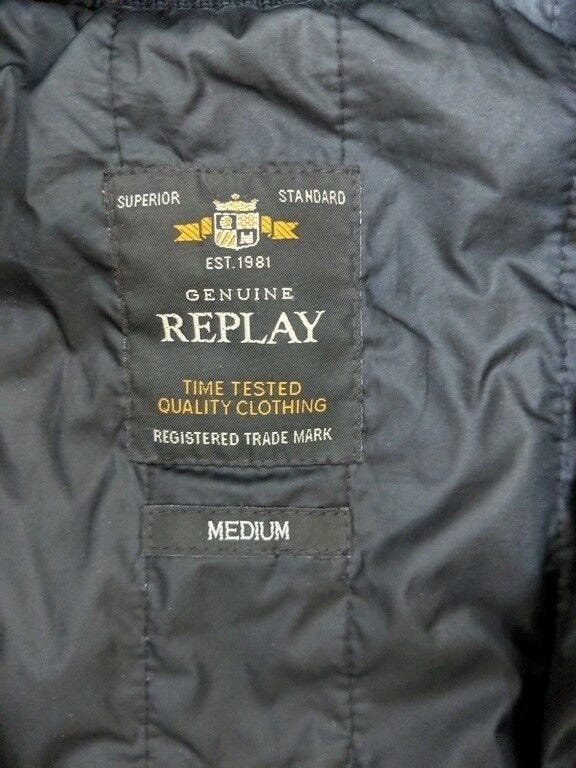 SUPERIOR STANDARD
EST.1981
GENUINE
REPLAY
TIME TESTED
QUALITY CLOTHING
REGISTERED TRADE MARK
MEDIUM